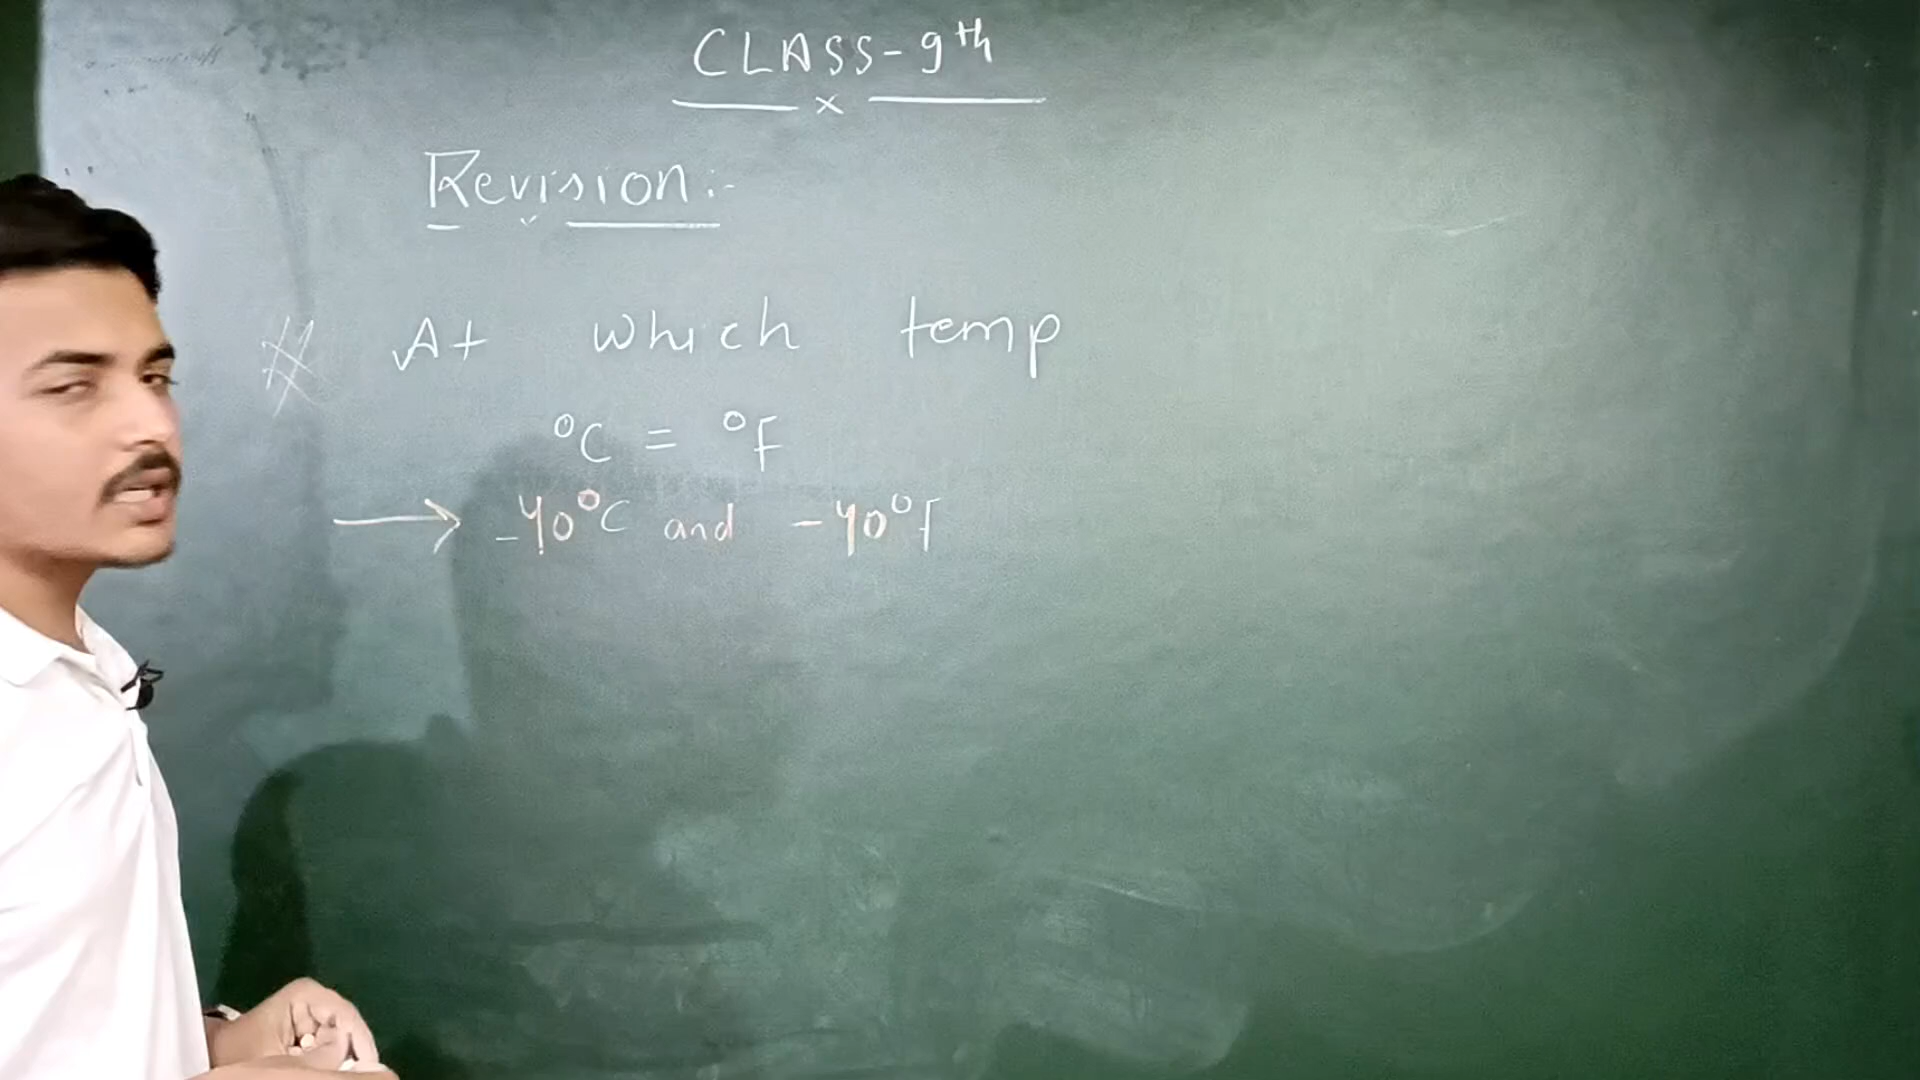 CLASS-9th
x
Revision:-
At which temp
°C = °F
→ -40°C and -40°F